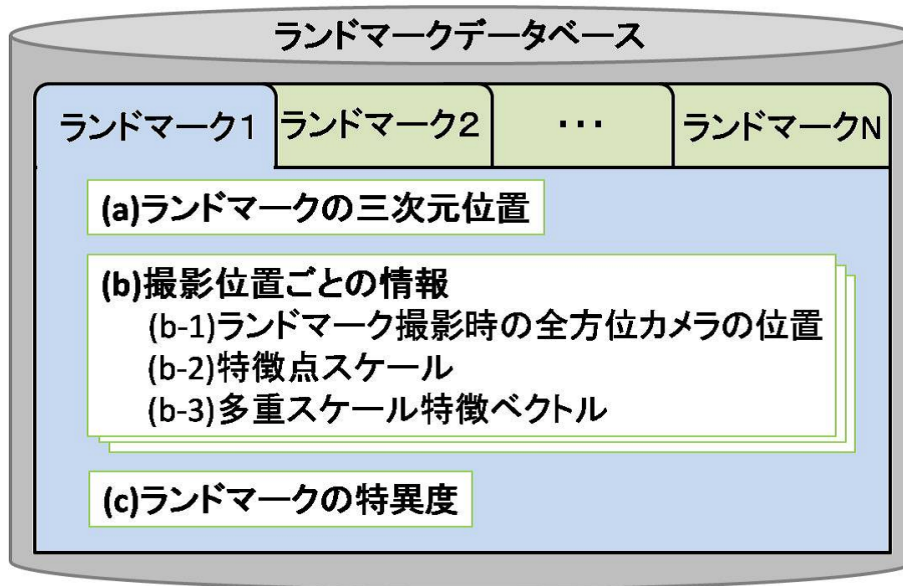 ランドマークデータベース
ランドマーク1 ランドマーク2 ・・・ ランドマークN
(a)ランドマークの三次元位置
(b)撮影位置ごとの情報
(b-1)ランドマーク撮影時の全方位カメラの位置
(b-2)特徴点スケール
(b-3)多重スケール特徴ベクトル
(c)ランドマークの特異度